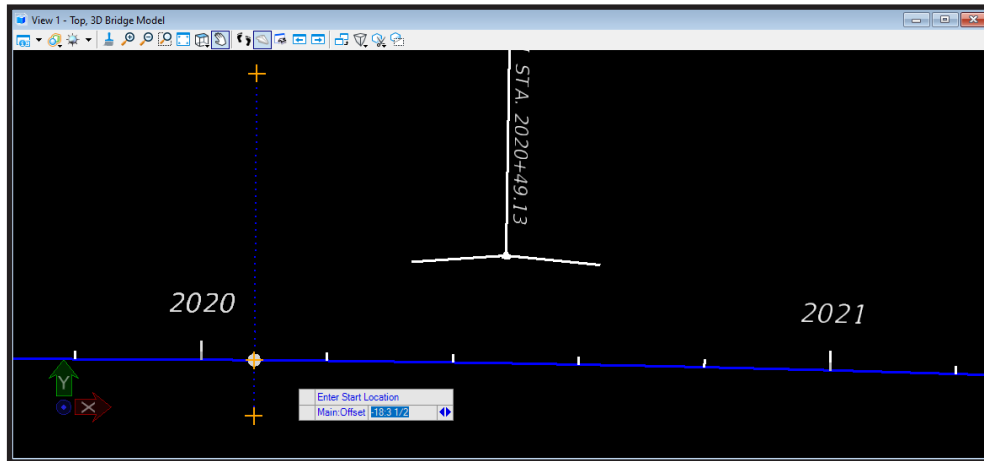 View 1 - Top, 3D Bridge Model
STA. 2020+49.13
2020
2021
Y
X
Enter Start Location
Main:Offset -18:3 1/2